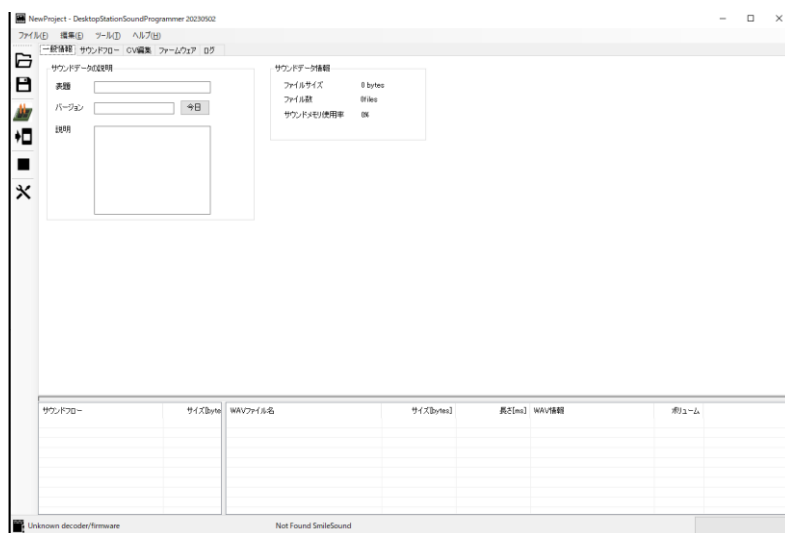 NewProject - DesktopStationSoundProgrammer 20230502
ファイル(F) 編集(E) ツール(T) ヘルプ(H)
一般情報 サウンドフロー CV編集 ファームウェア ログ
サウンドデータの説明 サウンドデータ情報
表題 ファイルサイズ 0 bytes
ファイル数 0files
バージョン 今日
サウンドメモリ使用率 0%
説明
サウンドフロー サイズ[byte WAVファイル名 サイズ[bytes] 長さ[ms] WAV情報 ボリューム
Unknown decoder/firmware Not Found SmileSound